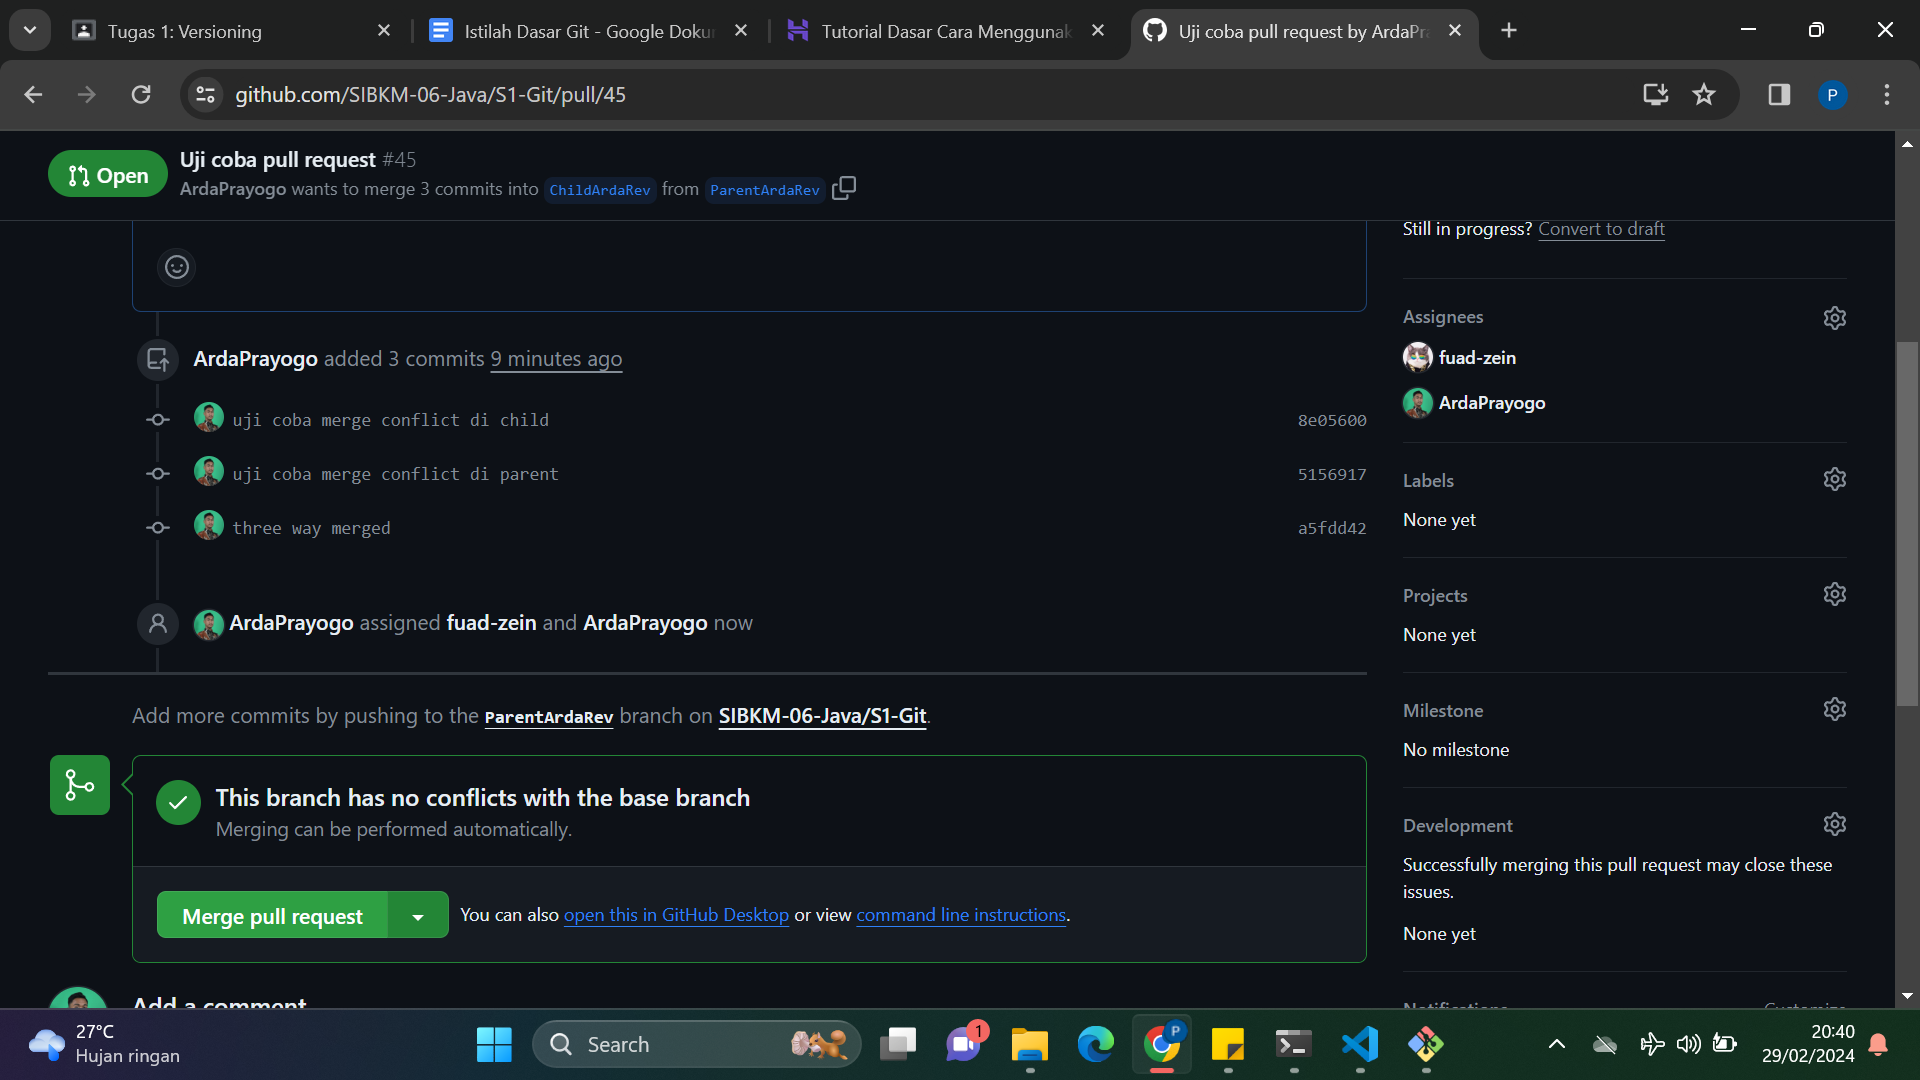 Tugas 1: Versioning
Istilah Dasar Git - Google Doku
Tutorial Dasar Cara Menggunak
Uji coba pull request by ArdaPr
github.com/SIBKM-06-Java/S1-Git/pull/45
P
Open
Uji coba pull request #45
ArdaPrayogo wants to merge 3 commits into ChildArdaRev from ParentArdaRev
Still in progress? Convert to draft
ArdaPrayogo added 3 commits 9 minutes ago
uji coba merge conflict di child 8e05600
uji coba merge conflict di parent 5156917
three way merged a5fdd42
ArdaPrayogo assigned fuad-zein and ArdaPrayogo now
Add more commits by pushing to the ParentArdaRev branch on SIBKM-06-Java/S1-Git.
This branch has no conflicts with the base branch
Merging can be performed automatically.
Merge pull request
You can also open this in GitHub Desktop or view command line instructions.
Add a comment
Assignees
fuad-zein
ArdaPrayogo
Labels
None yet
Projects
None yet
Milestone
No milestone
Development
Successfully merging this pull request may close these
issues.
None yet
Notifications Customize
27°C
Hujan ringan
Search
1
P
20:40
29/02/2024